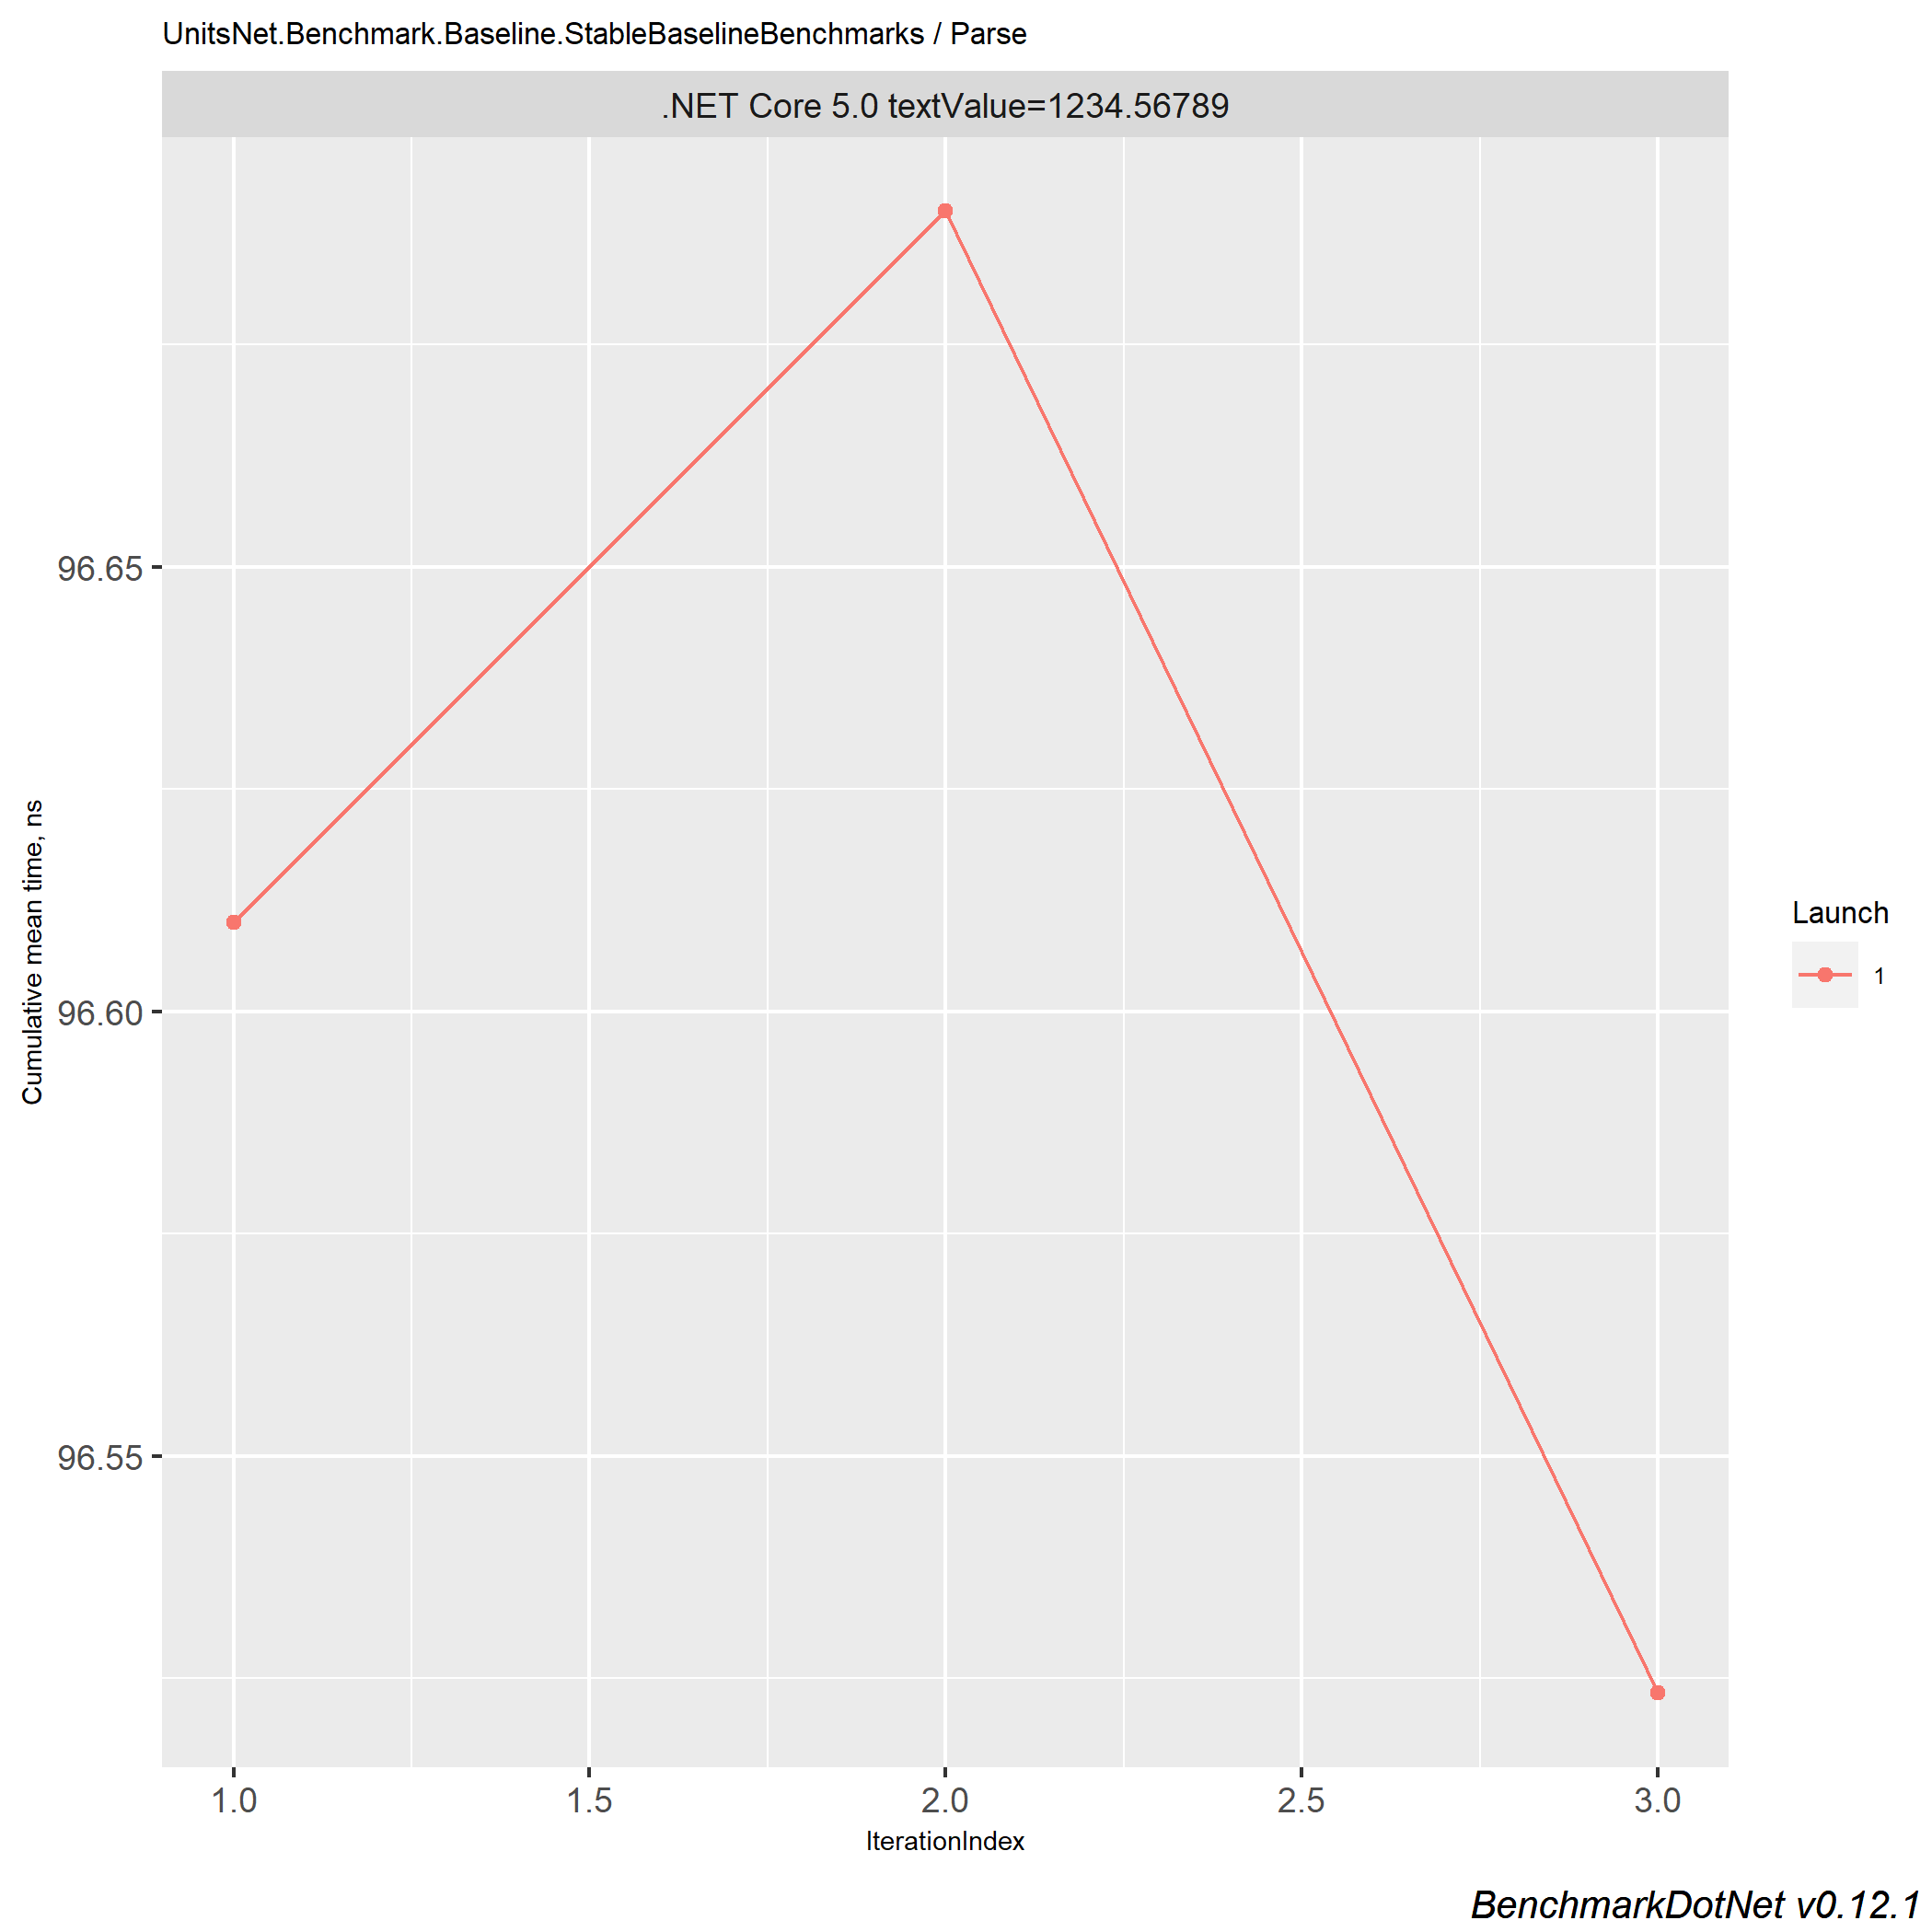 UnitsNet.Benchmark.Baseline.StableBaselineBenchmarks / Parse
.NET Core 5.0 textValue=1234.56789
Cumulative mean time, ns
96.65
96.60
96.55
1.0 1.5 2.0 2.5 3.0
IterationIndex
Launch
1
BenchmarkDotNet v0.12.1